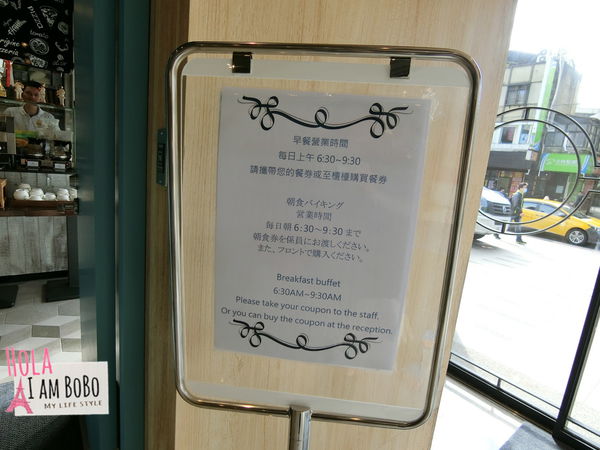 早餐營業時間
每日上午 6:30~9:30
請攜帶您的餐券或至櫃檯購買餐券
朝食バイキング
営業時間
毎日朝 6:30～9:30 まで
朝食券を係員にお渡しください。
また、フロントで購入ください。
Breakfast buffet
6:30AM~9:30AM
Please take your coupon to the staff.
Or you can buy the coupon at the reception.
HOLA
I AM BOBO
MY LIFE STYLE